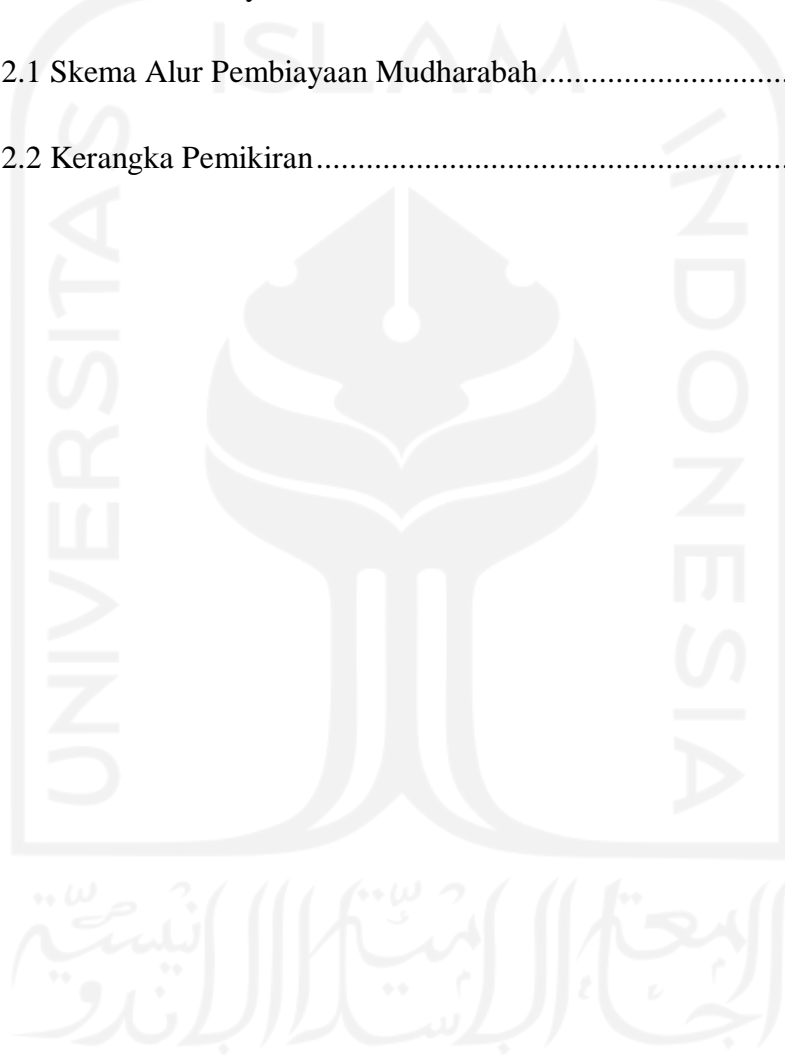 ISLAM
2.1 Skema Alur Pembiayaan Mudharabah..............................
2.2 Kerangka Pemikiran........................................................
UNIVERSITAS
INDONESIA